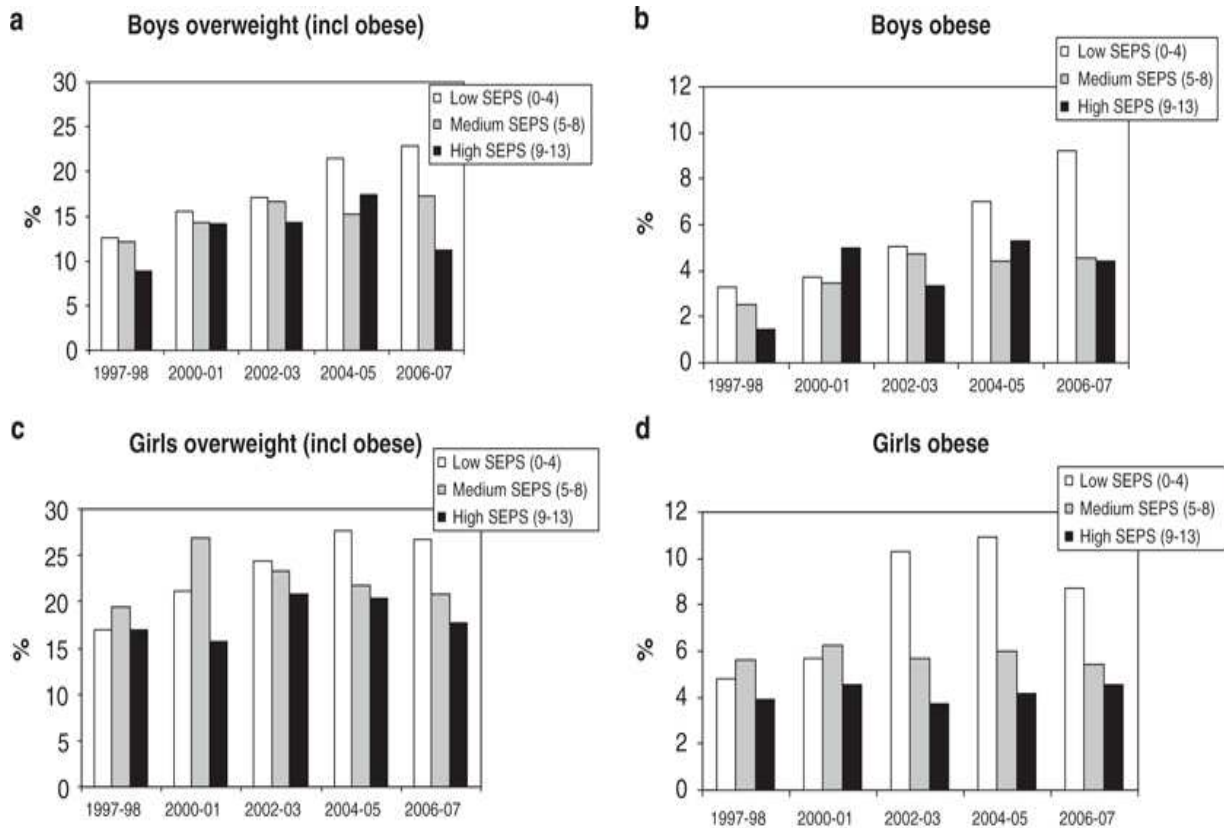 a
Boys overweight (incl obese)
Low SEPS (0-4)
Medium SEPS (5-8)
High SEPS (9-13)
30
25
20
15
10
5
0
%
1997-98 2000-01 2002-03 2004-05 2006-07
b
Boys obese
Low SEPS (0-4)
Medium SEPS (5-8)
High SEPS (9-13)
12
10
8
6
4
2
0
%
1997-98 2000-01 2002-03 2004-05 2006-07
c
Girls overweight (incl obese)
Low SEPS (0-4)
Medium SEPS (5-8)
High SEPS (9-13)
30
25
20
15
10
5
0
%
1997-98 2000-01 2002-03 2004-05 2006-07
d
Girls obese
Low SEPS (0-4)
Medium SEPS (5-8)
High SEPS (9-13)
12
10
8
6
4
2
0
%
1997-98 2000-01 2002-03 2004-05 2006-07